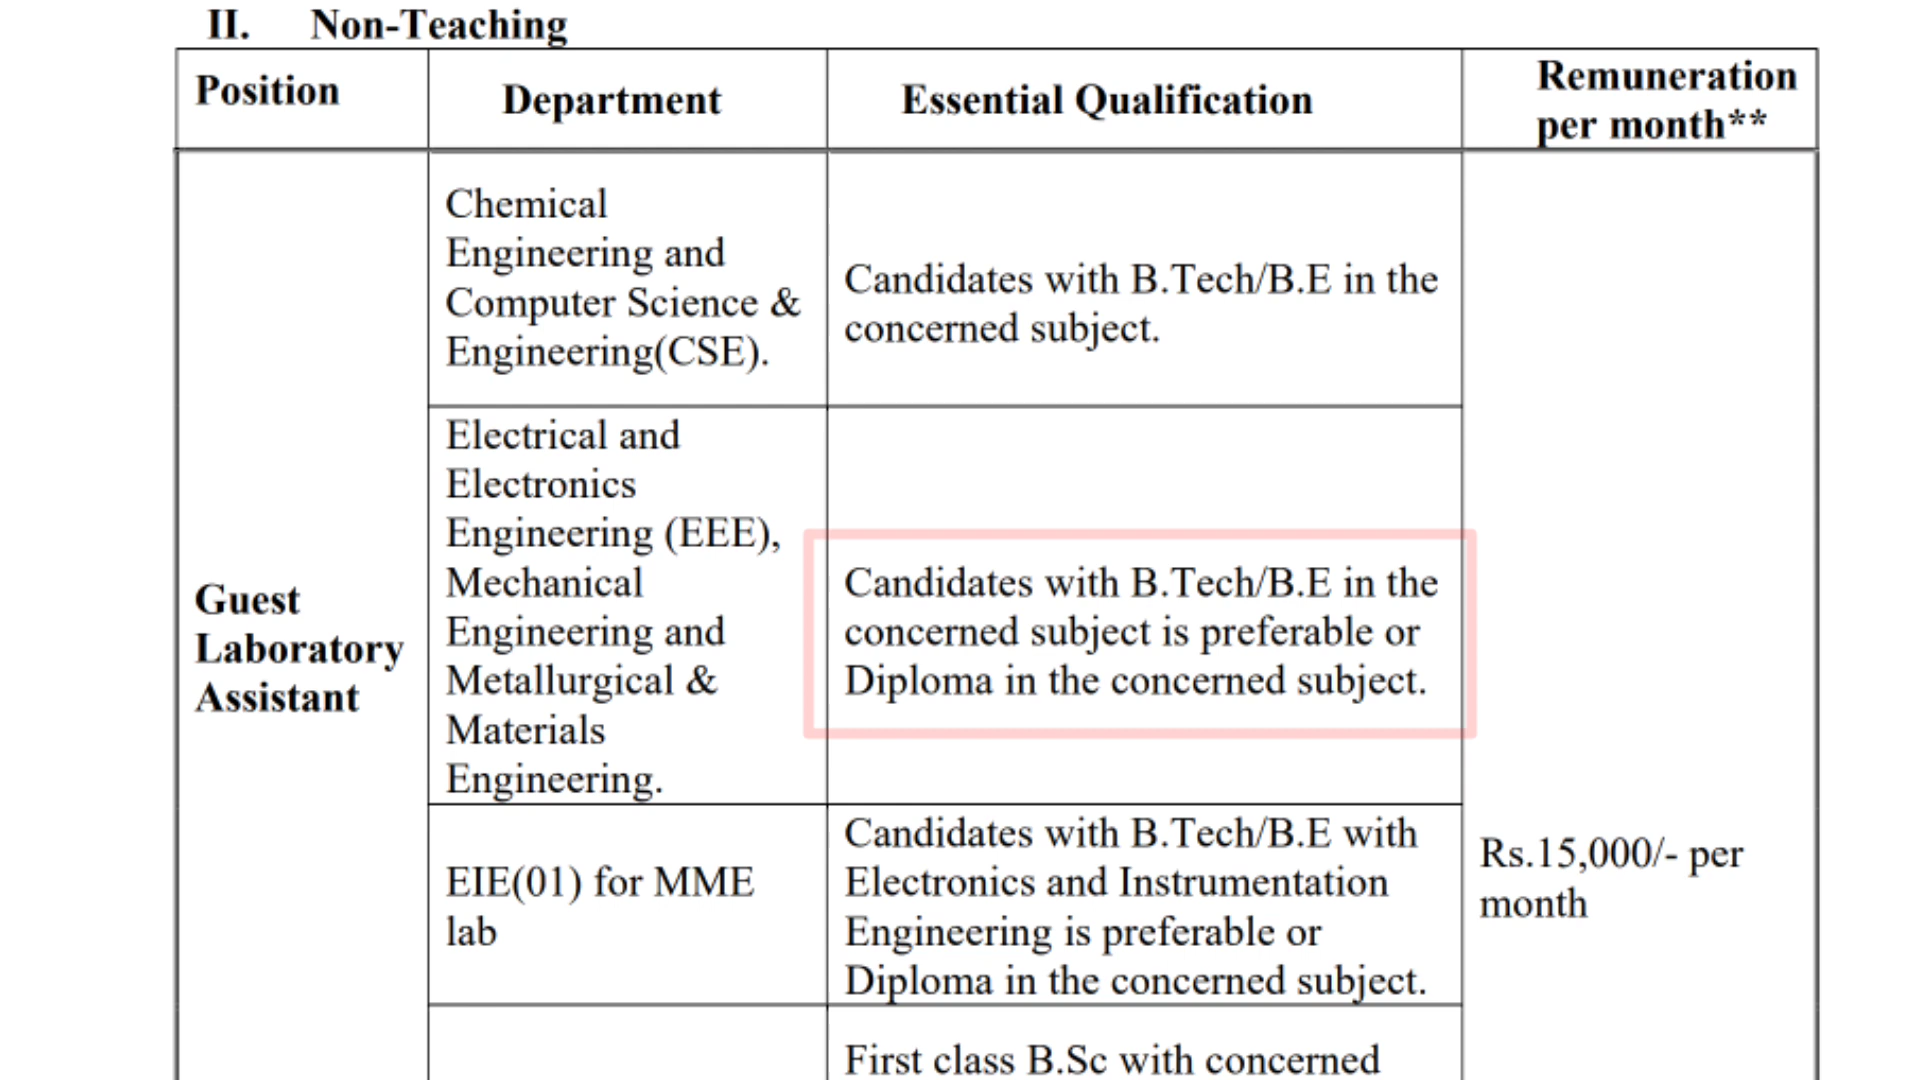 II. Non-Teaching
Position
Department
Essential Qualification
Remuneration
per month**
Guest
Laboratory
Assistant
Chemical
Engineering and
Computer Science &
Engineering(CSE).
Candidates with B.Tech/B.E in the
concerned subject.
Electrical and
Electronics
Engineering (EEE),
Mechanical
Engineering and
Metallurgical &
Materials
Engineering.
Candidates with B.Tech/B.E in the
concerned subject is preferable or
Diploma in the concerned subject.
EIE(01) for MME
lab
Candidates with B.Tech/B.E with
Electronics and Instrumentation
Engineering is preferable or
Diploma in the concerned subject.
First class B.Sc with concerned
Rs.15,000/- per
month